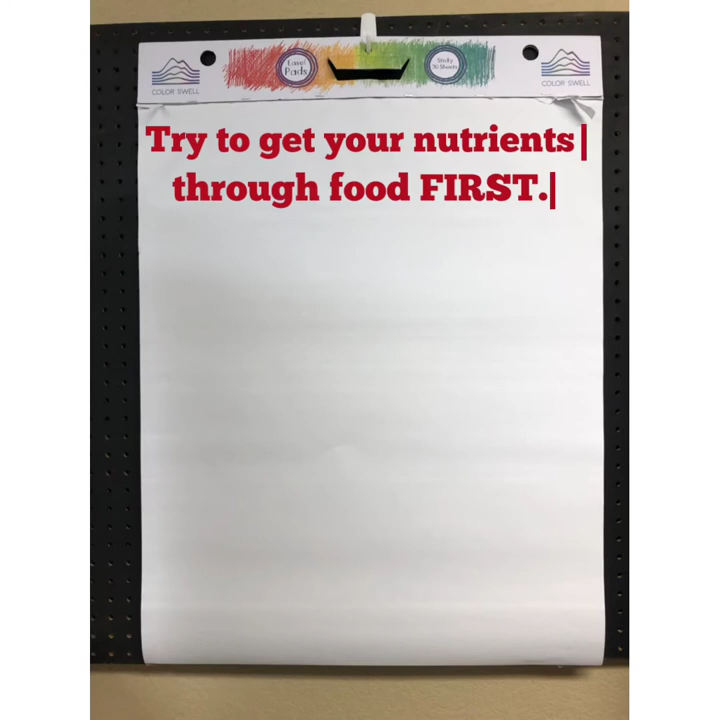 COLOR SWELL
Easel
Pads
Sticky
30 Sheets
COLOR SWELL
Try to get your nutrients|
through food FIRST.|